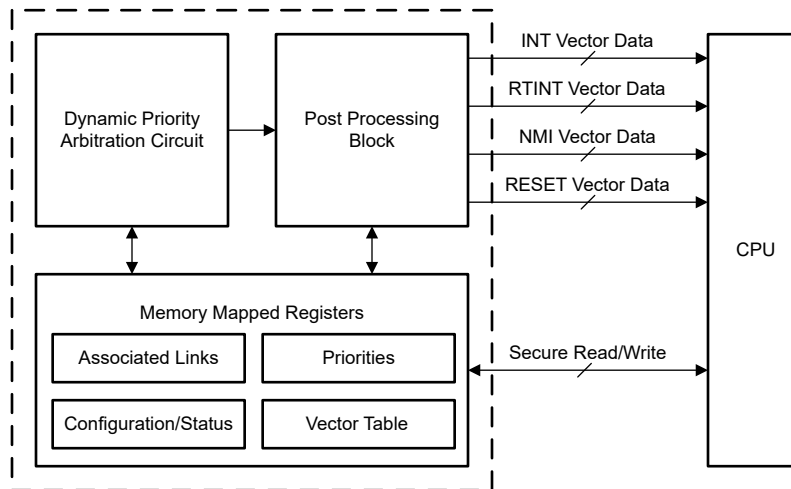 INT Vector Data
RTINT Vector Data
Dynamic Priority
Arbitration Circuit
Post Processing
Block
NMI Vector Data
RESET Vector Data
CPU
Memory Mapped Registers
Associated Links
Priorities
Secure Read/Write
Configuration/Status
Vector Table